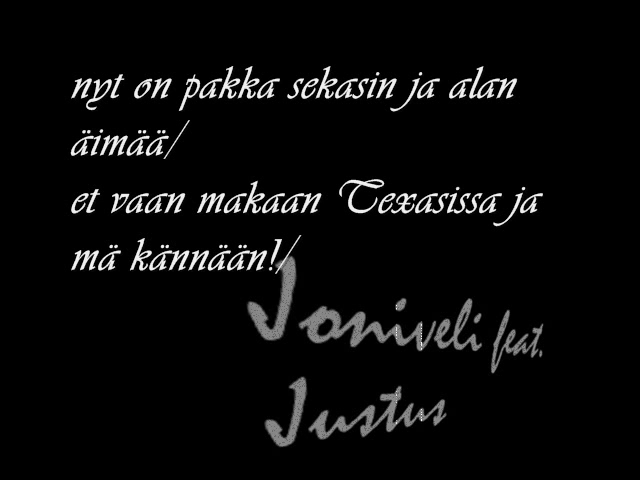 nyt on pakka sekasin ja alan
äimää/
et vaan makaan Texasissa ja
mä kännään!/
Joniveli feat.
Justus